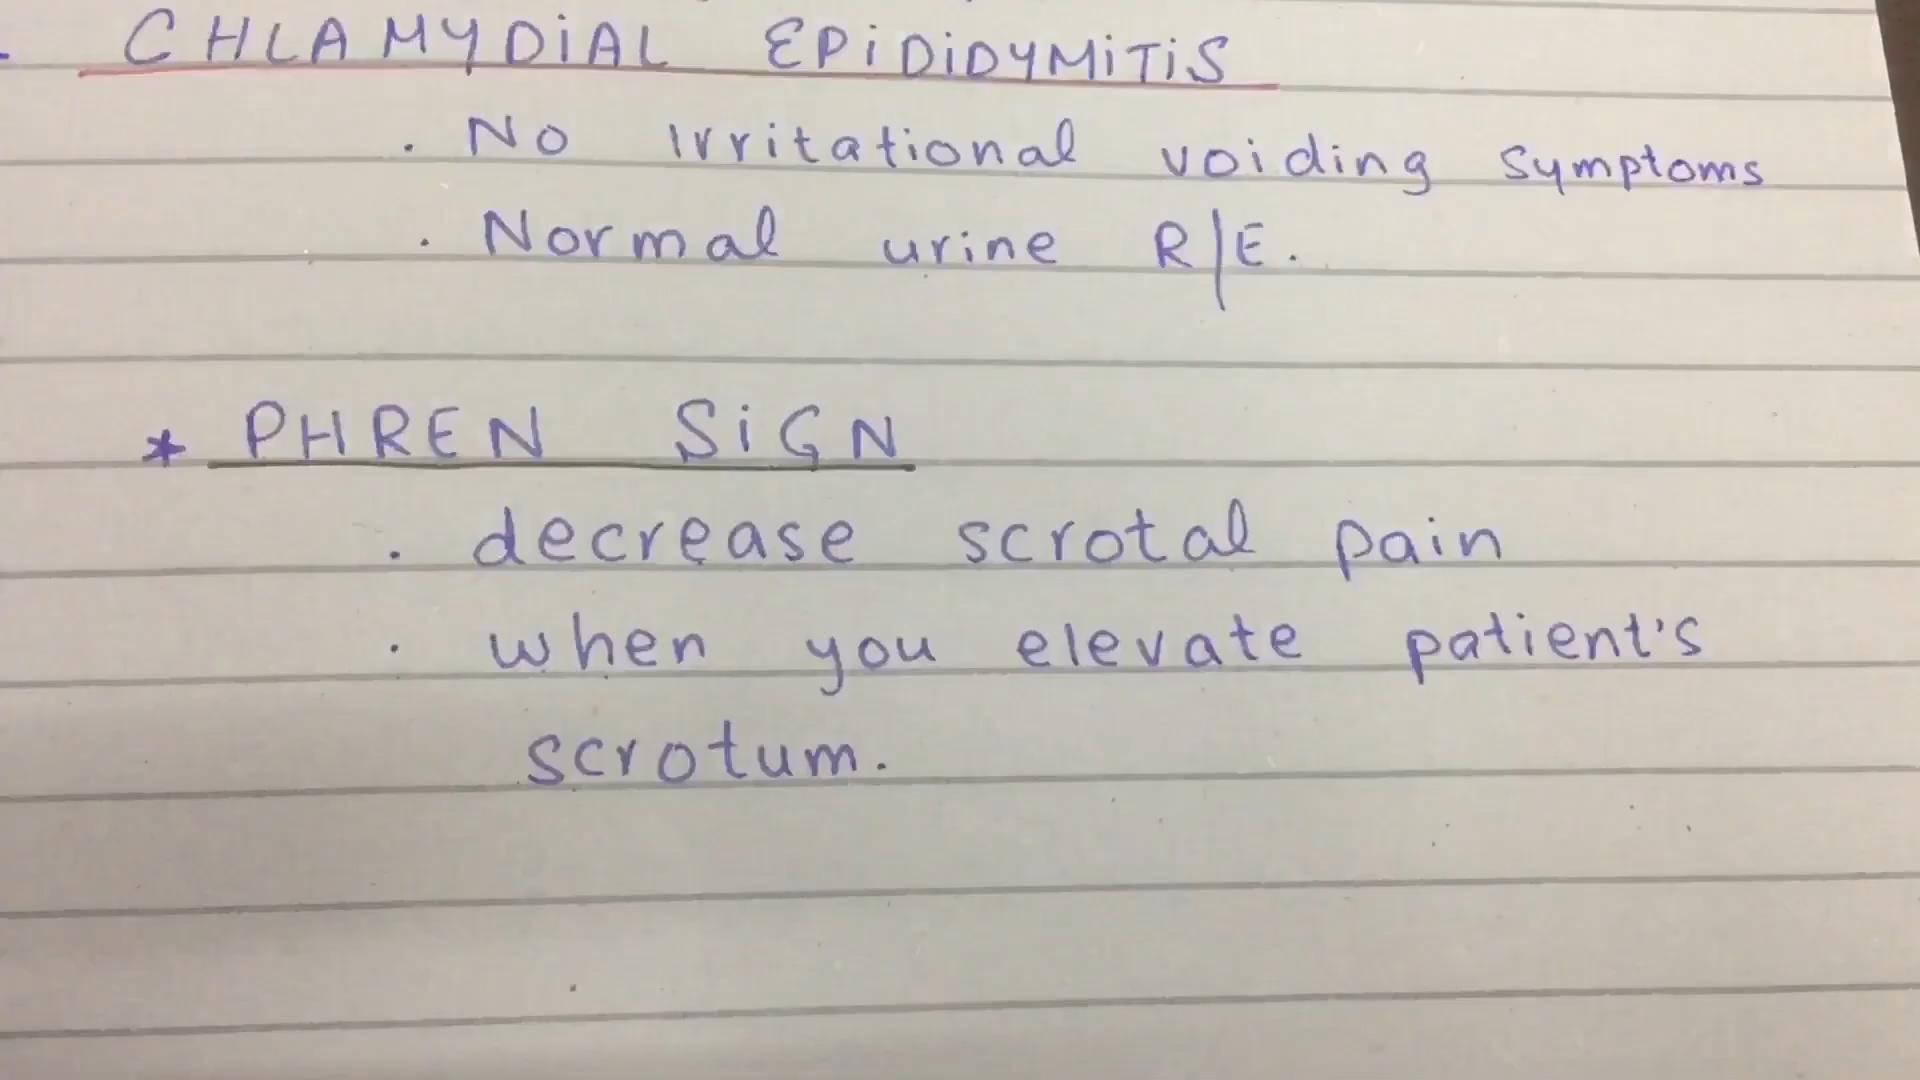 CHLAMYDiAL EPiDiDYMiTiS
. No Irritational voiding symptoms
. Normal urine R/E.
* PHREN SiGN
. decrease scrotal pain
. when you elevate patient's
scrotum.